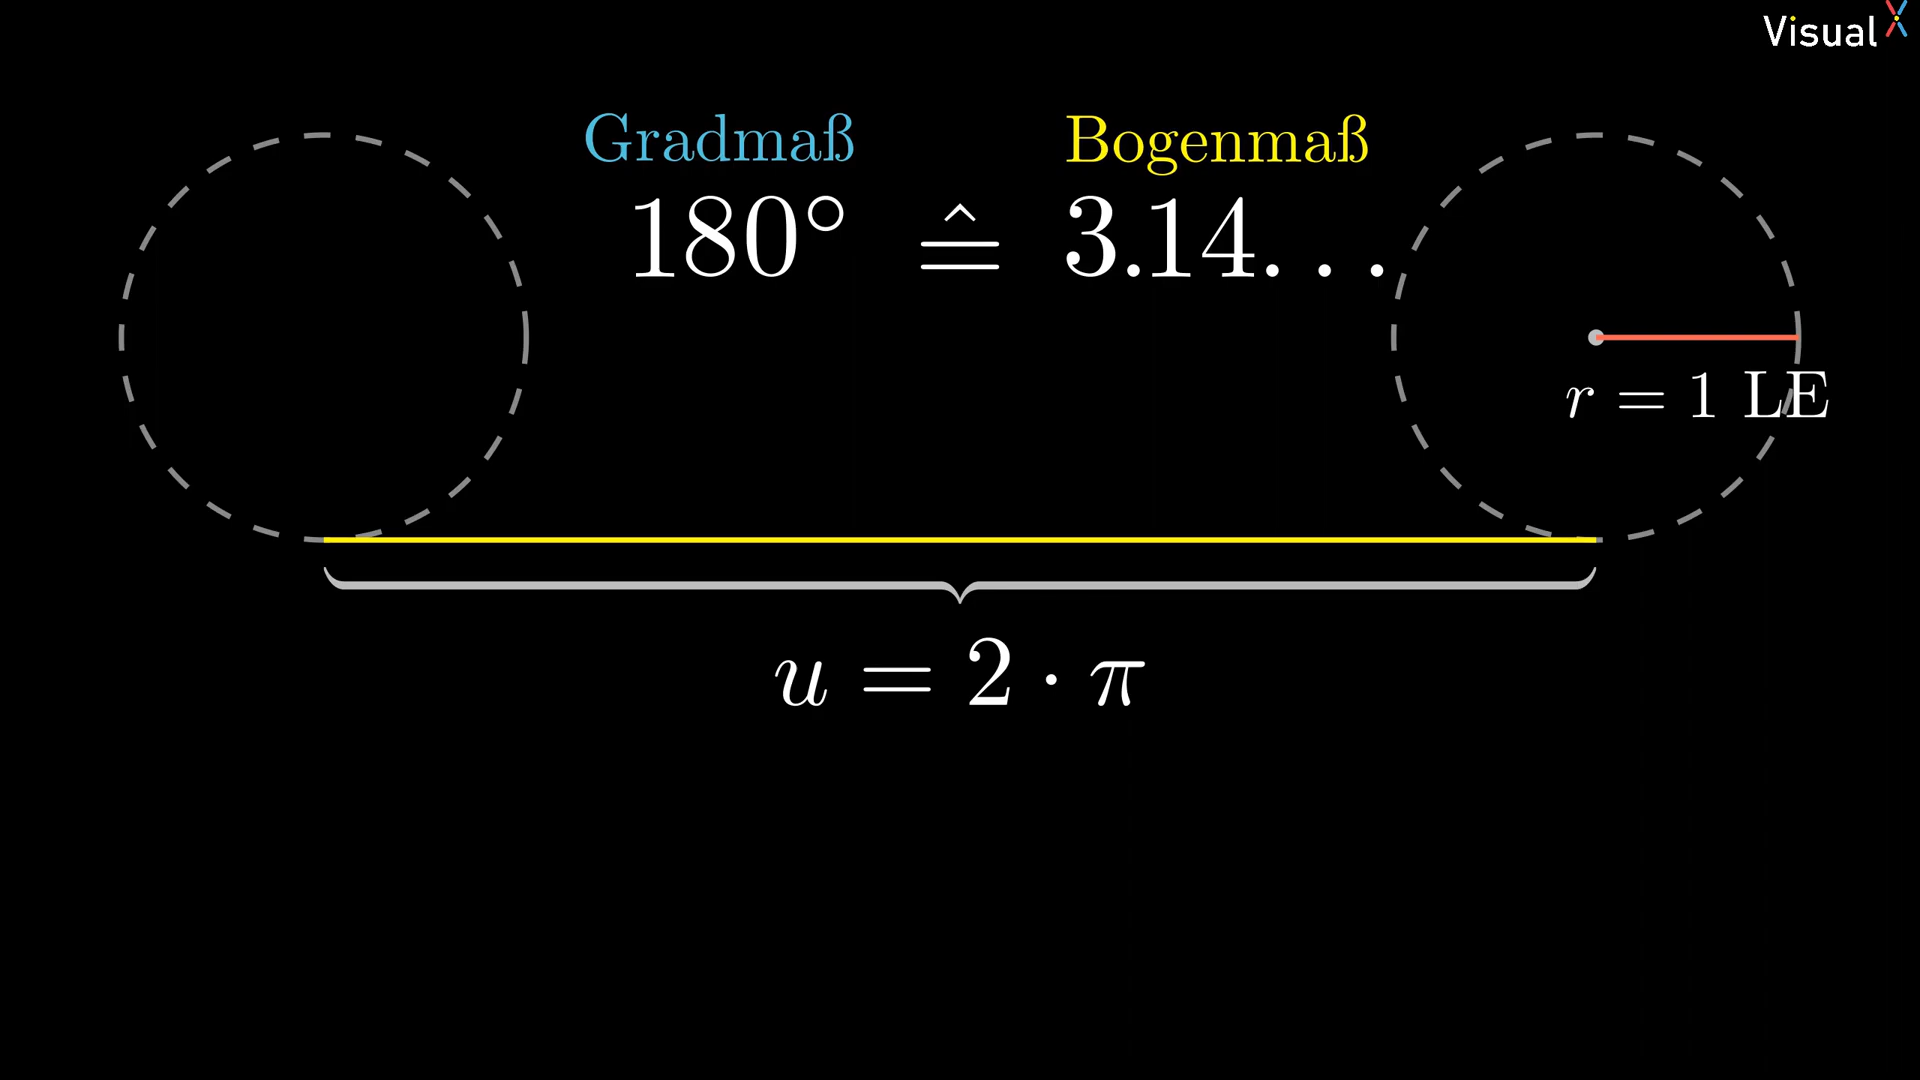 Visual X
Gradmaß Bogenmaß
180° ≙ 3.14...
r = 1 LE
u = 2 · π